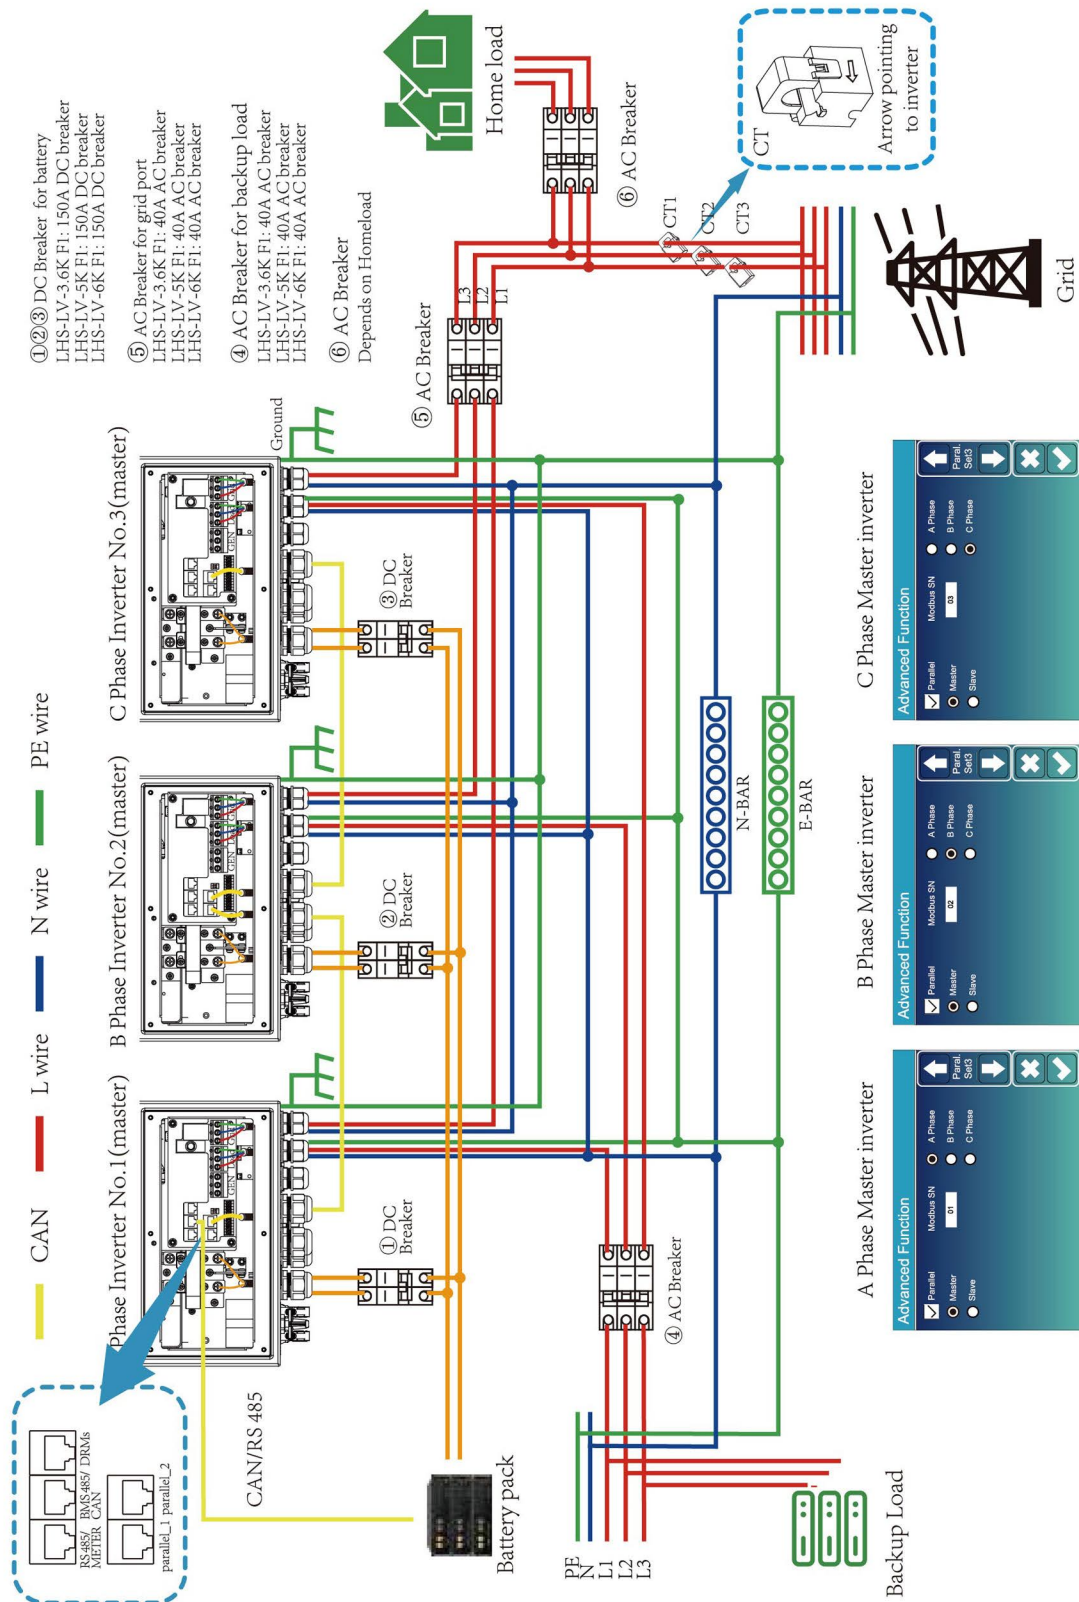 CAN
L wire
N wire
PE wire
①②③ DC Breaker for battery
LHS-LV-3.6K F1: 150A DC breaker
LHS-LV-5K F1: 150A DC breaker
LHS-LV-6K F1: 150A DC breaker
⑤ AC Breaker for grid port
LHS-LV-3.6K F1: 40A AC breaker
LHS-LV-5K F1: 40A AC breaker
LHS-LV-6K F1: 40A AC breaker
④ AC Breaker for backup load
LHS-LV-3.6K F1: 40A AC breaker
LHS-LV-5K F1: 40A AC breaker
LHS-LV-6K F1: 40A AC breaker
⑥ AC Breaker
Depends on Homeload
RS485/
METER
BMS485/
CAN
DRMs
parallel_1
parallel_2
Phase Inverter No.1(master)
B Phase Inverter No.2(master)
C Phase Inverter No.3(master)
GEN
GEN
GEN
Ground
CAN/RS 485
① DC
Breaker
② DC
Breaker
③ DC
Breaker
⑤ AC Breaker
L3
L2
L1
Home load
⑥ AC Breaker
CT1
CT2
CT3
CT
Arrow pointing
to inverter
Battery pack
PE
N
L1
L2
L3
④ AC Breaker
N-BAR
E-BAR
Backup Load
Grid
A Phase Master inverter
Advanced Function
Parallel
Master
Slave
Modbus SN
01
A Phase
B Phase
C Phase
Paral.
Set3
B Phase Master inverter
Advanced Function
Parallel
Master
Slave
Modbus SN
02
A Phase
B Phase
C Phase
Paral.
Set3
C Phase Master inverter
Advanced Function
Parallel
Master
Slave
Modbus SN
03
A Phase
B Phase
C Phase
Paral.
Set3